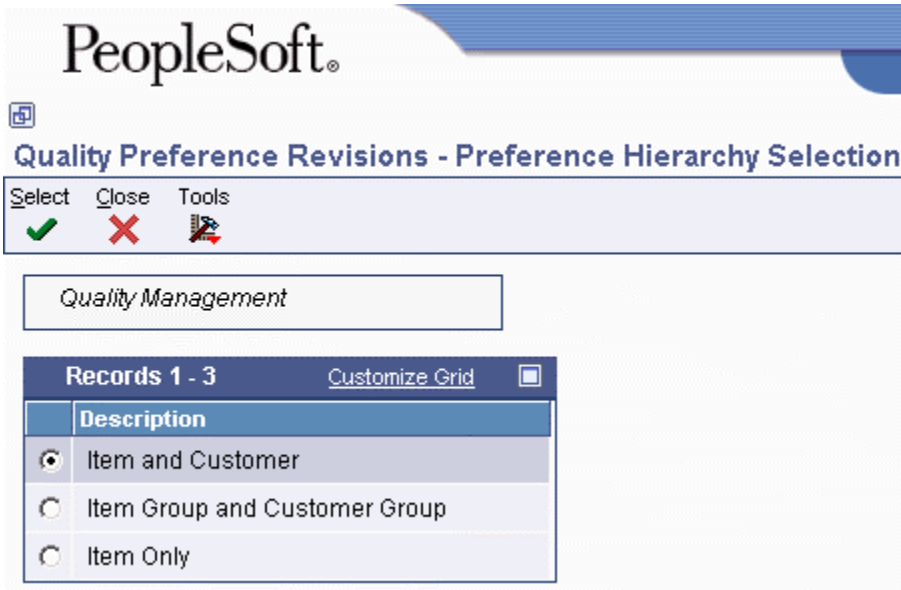 PeopleSoft®
Quality Preference Revisions - Preference Hierarchy Selection
Select Close Tools
Quality Management
Records 1 - 3 Customize Grid
Description
Item and Customer
Item Group and Customer Group
Item Only